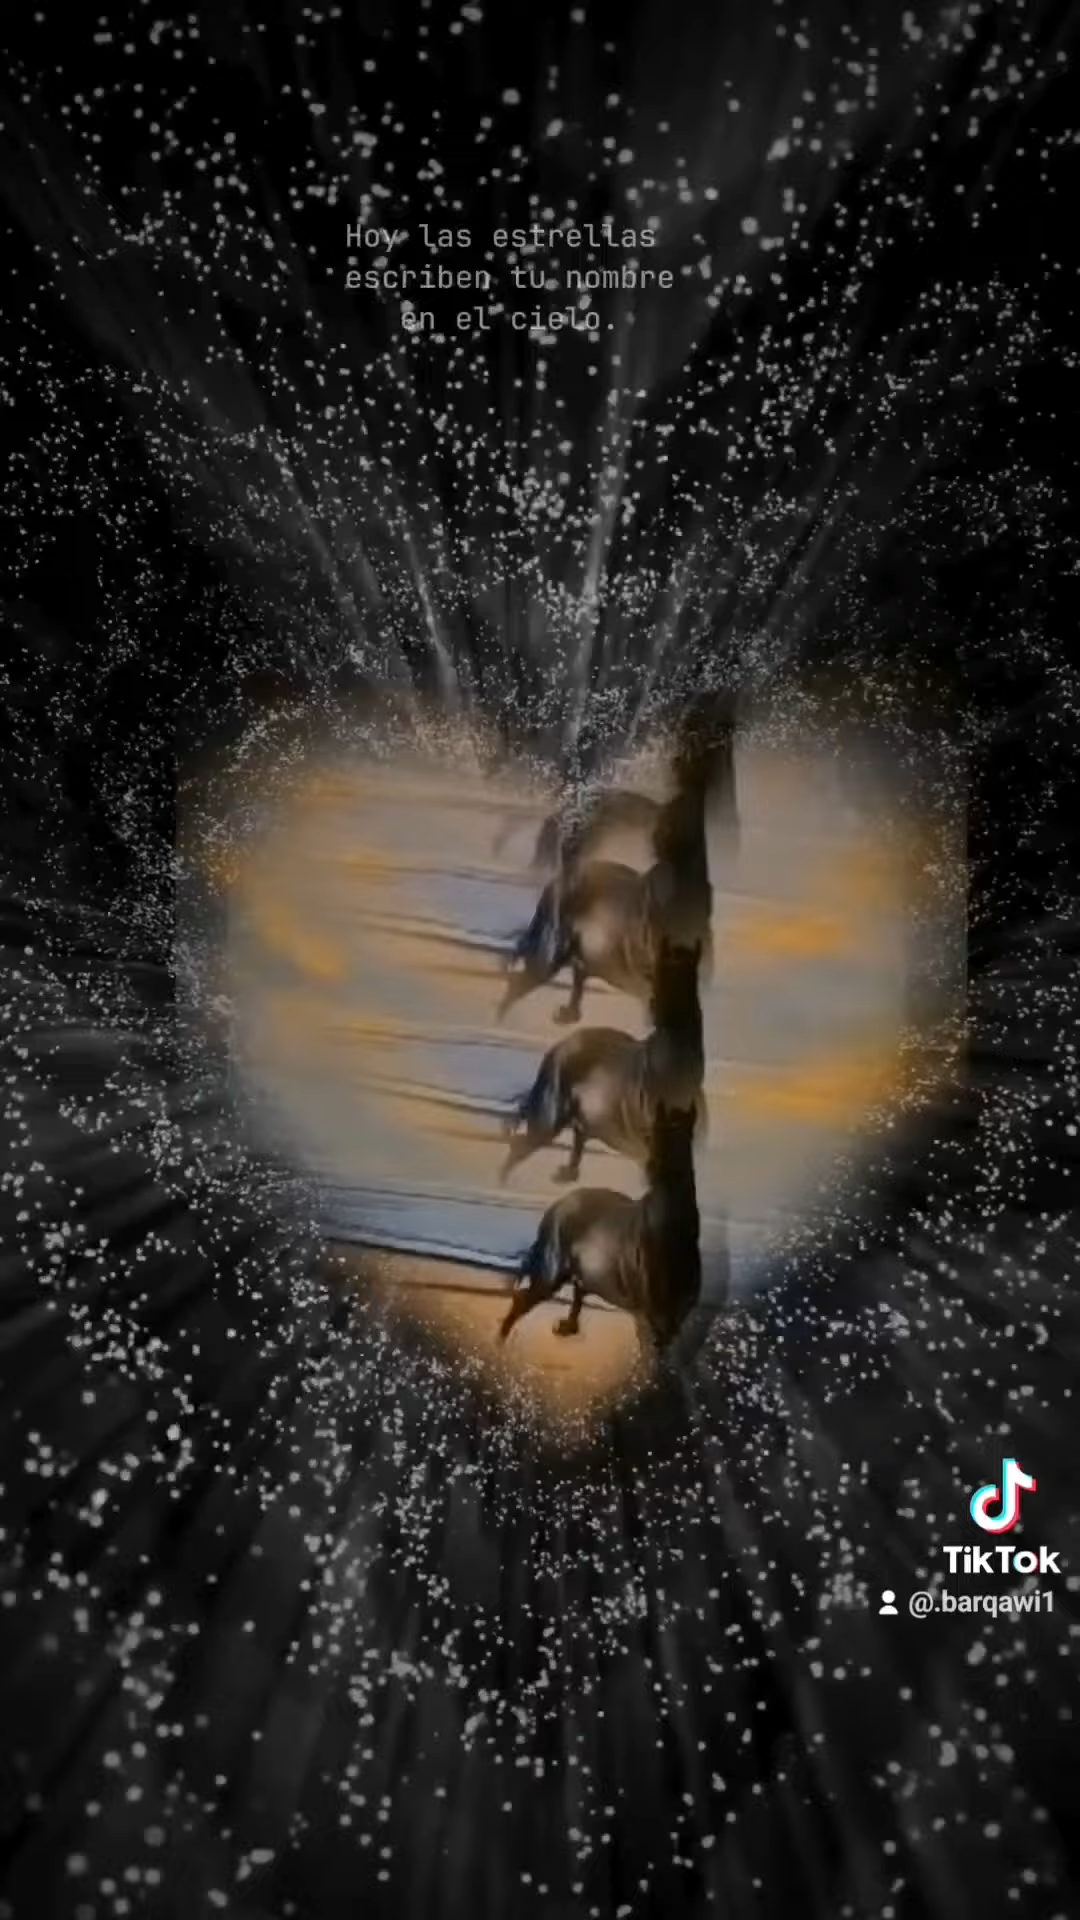 Hoy las estrellas
escriben tu nombre
en el cielo.
TikTok
@.barqawi1